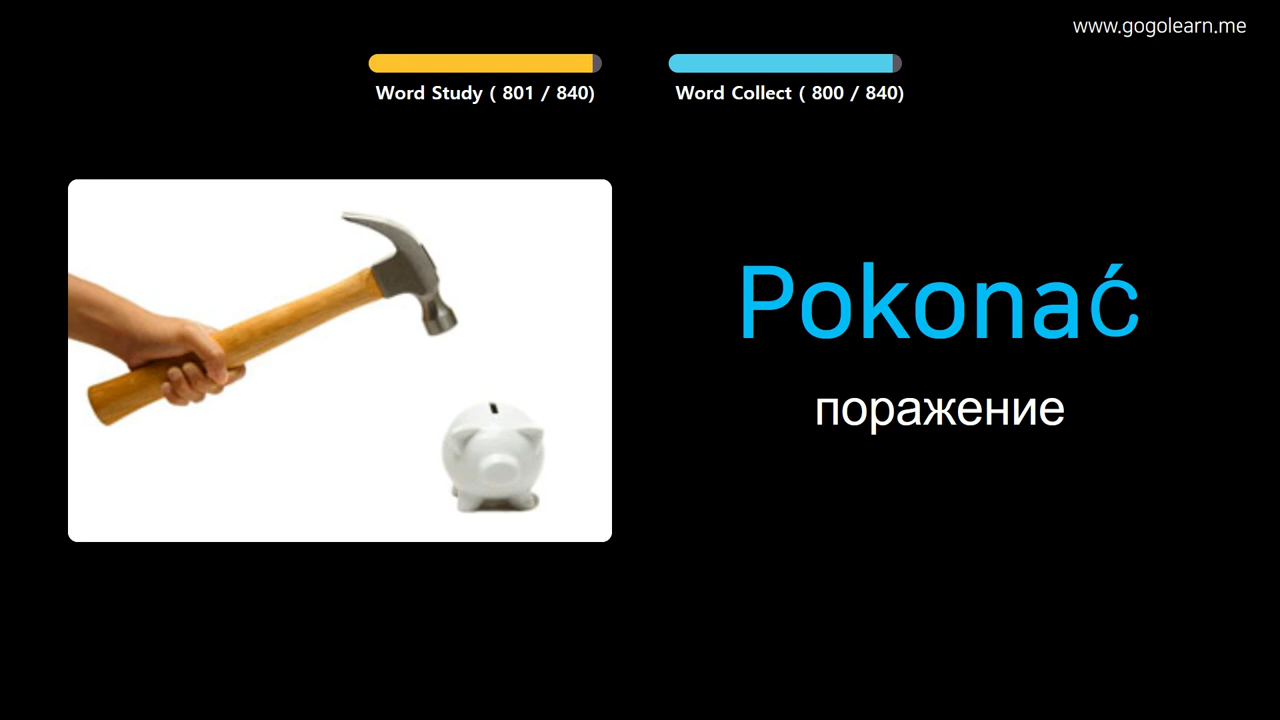 www.gogolearn.me
Word Study ( 801 / 840)
Word Collect ( 800 / 840)
Pokonać
поражение